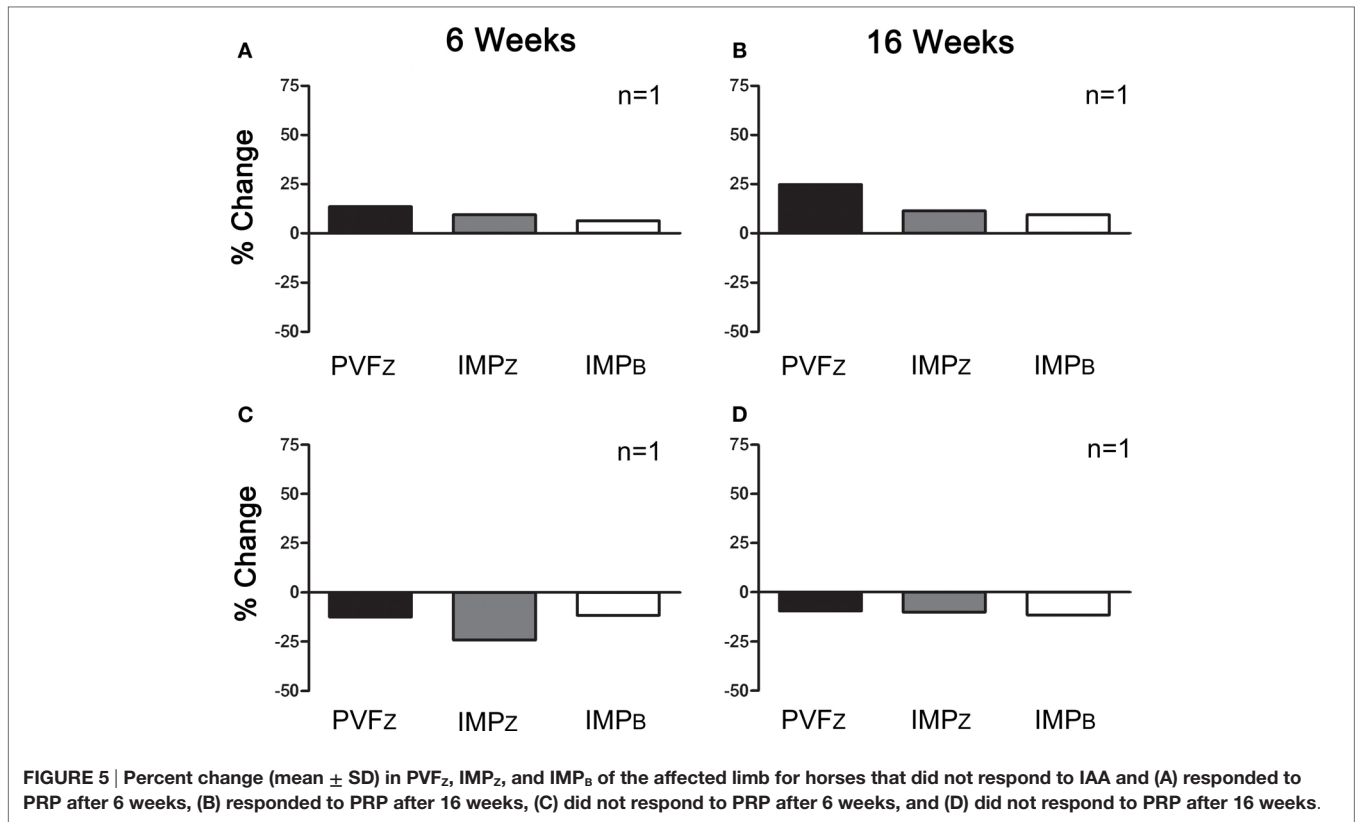 6 Weeks
16 Weeks
A
B
75
50
25
0
-25
-50
% Change
n=1
PVFz
IMPz
IMPB
75
50
25
0
-25
-50
n=1
PVFz
IMPz
IMPB
C
D
75
50
25
0
-25
-50
% Change
n=1
PVFz
IMPz
IMPB
75
50
25
0
-25
-50
n=1
PVFz
IMPz
IMPB
FIGURE 5 | Percent change (mean ± SD) in PVFZ, IMPZ, and IMPB of the affected limb for horses that did not respond to IAA and (A) responded to
PRP after 6 weeks, (B) responded to PRP after 16 weeks, (C) did not respond to PRP after 6 weeks, and (D) did not respond to PRP after 16 weeks.